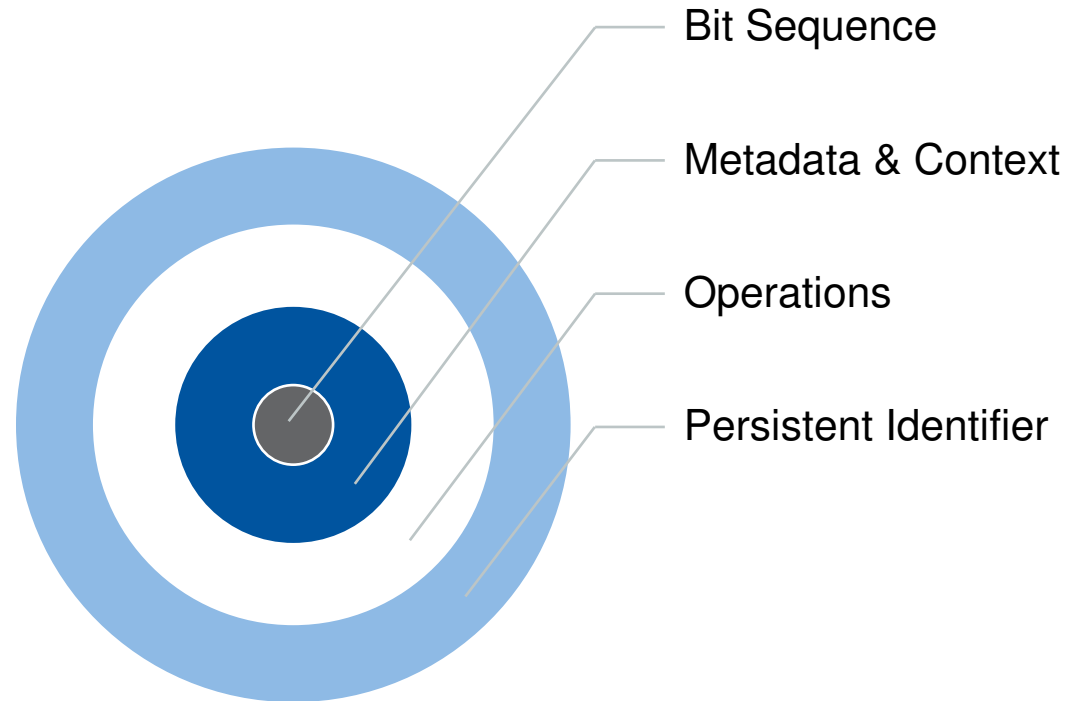 Bit Sequence
Metadata & Context
Operations
Persistent Identifier